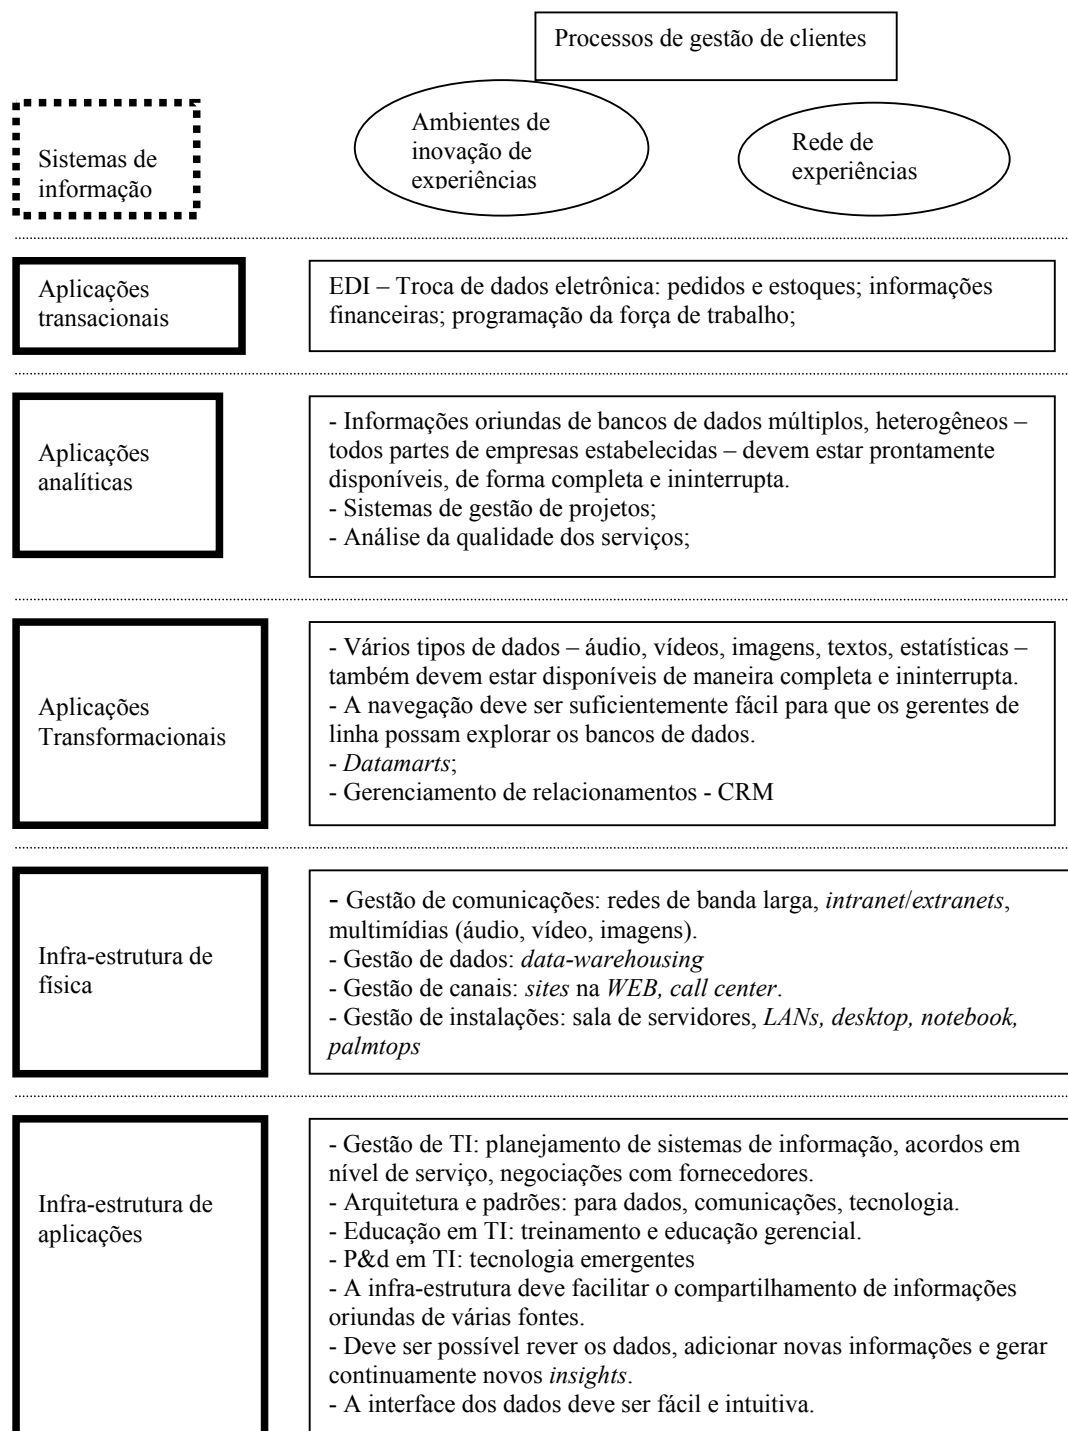 Processos de gestão de clientes
Ambientes de
inovação de
experiências
Rede de
experiências
Sistemas de
informação
Aplicações
transacionais
EDI – Troca de dados eletrônica: pedidos e estoques; informações
financeiras; programação da força de trabalho;
Aplicações
analíticas
- Informações oriundas de bancos de dados múltiplos, heterogêneos –
todos partes de empresas estabelecidas – devem estar prontamente
disponíveis, de forma completa e ininterrupta.
- Sistemas de gestão de projetos;
- Análise da qualidade dos serviços;
Aplicações
Transformacionais
- Vários tipos de dados – áudio, vídeos, imagens, textos, estatísticas –
também devem estar disponíveis de maneira completa e ininterrupta.
- A navegação deve ser suficientemente fácil para que os gerentes de
linha possam explorar os bancos de dados.
- Datamarts;
- Gerenciamento de relacionamentos - CRM
Infra-estrutura de
física
- Gestão de comunicações: redes de banda larga, intranet/extranets,
multimídias (áudio, vídeo, imagens).
- Gestão de dados: data-warehousing
- Gestão de canais: sites na WEB, call center.
- Gestão de instalações: sala de servidores, LANs, desktop, notebook,
palmtops
Infra-estrutura de
aplicações
- Gestão de TI: planejamento de sistemas de informação, acordos em
nível de serviço, negociações com fornecedores.
- Arquitetura e padrões: para dados, comunicações, tecnologia.
- Educação em TI: treinamento e educação gerencial.
- P&d em TI: tecnologia emergentes
- A infra-estrutura deve facilitar o compartilhamento de informações
oriundas de várias fontes.
- Deve ser possível rever os dados, adicionar novas informações e gerar
continuamente novos insights.
- A interface dos dados deve ser fácil e intuitiva.